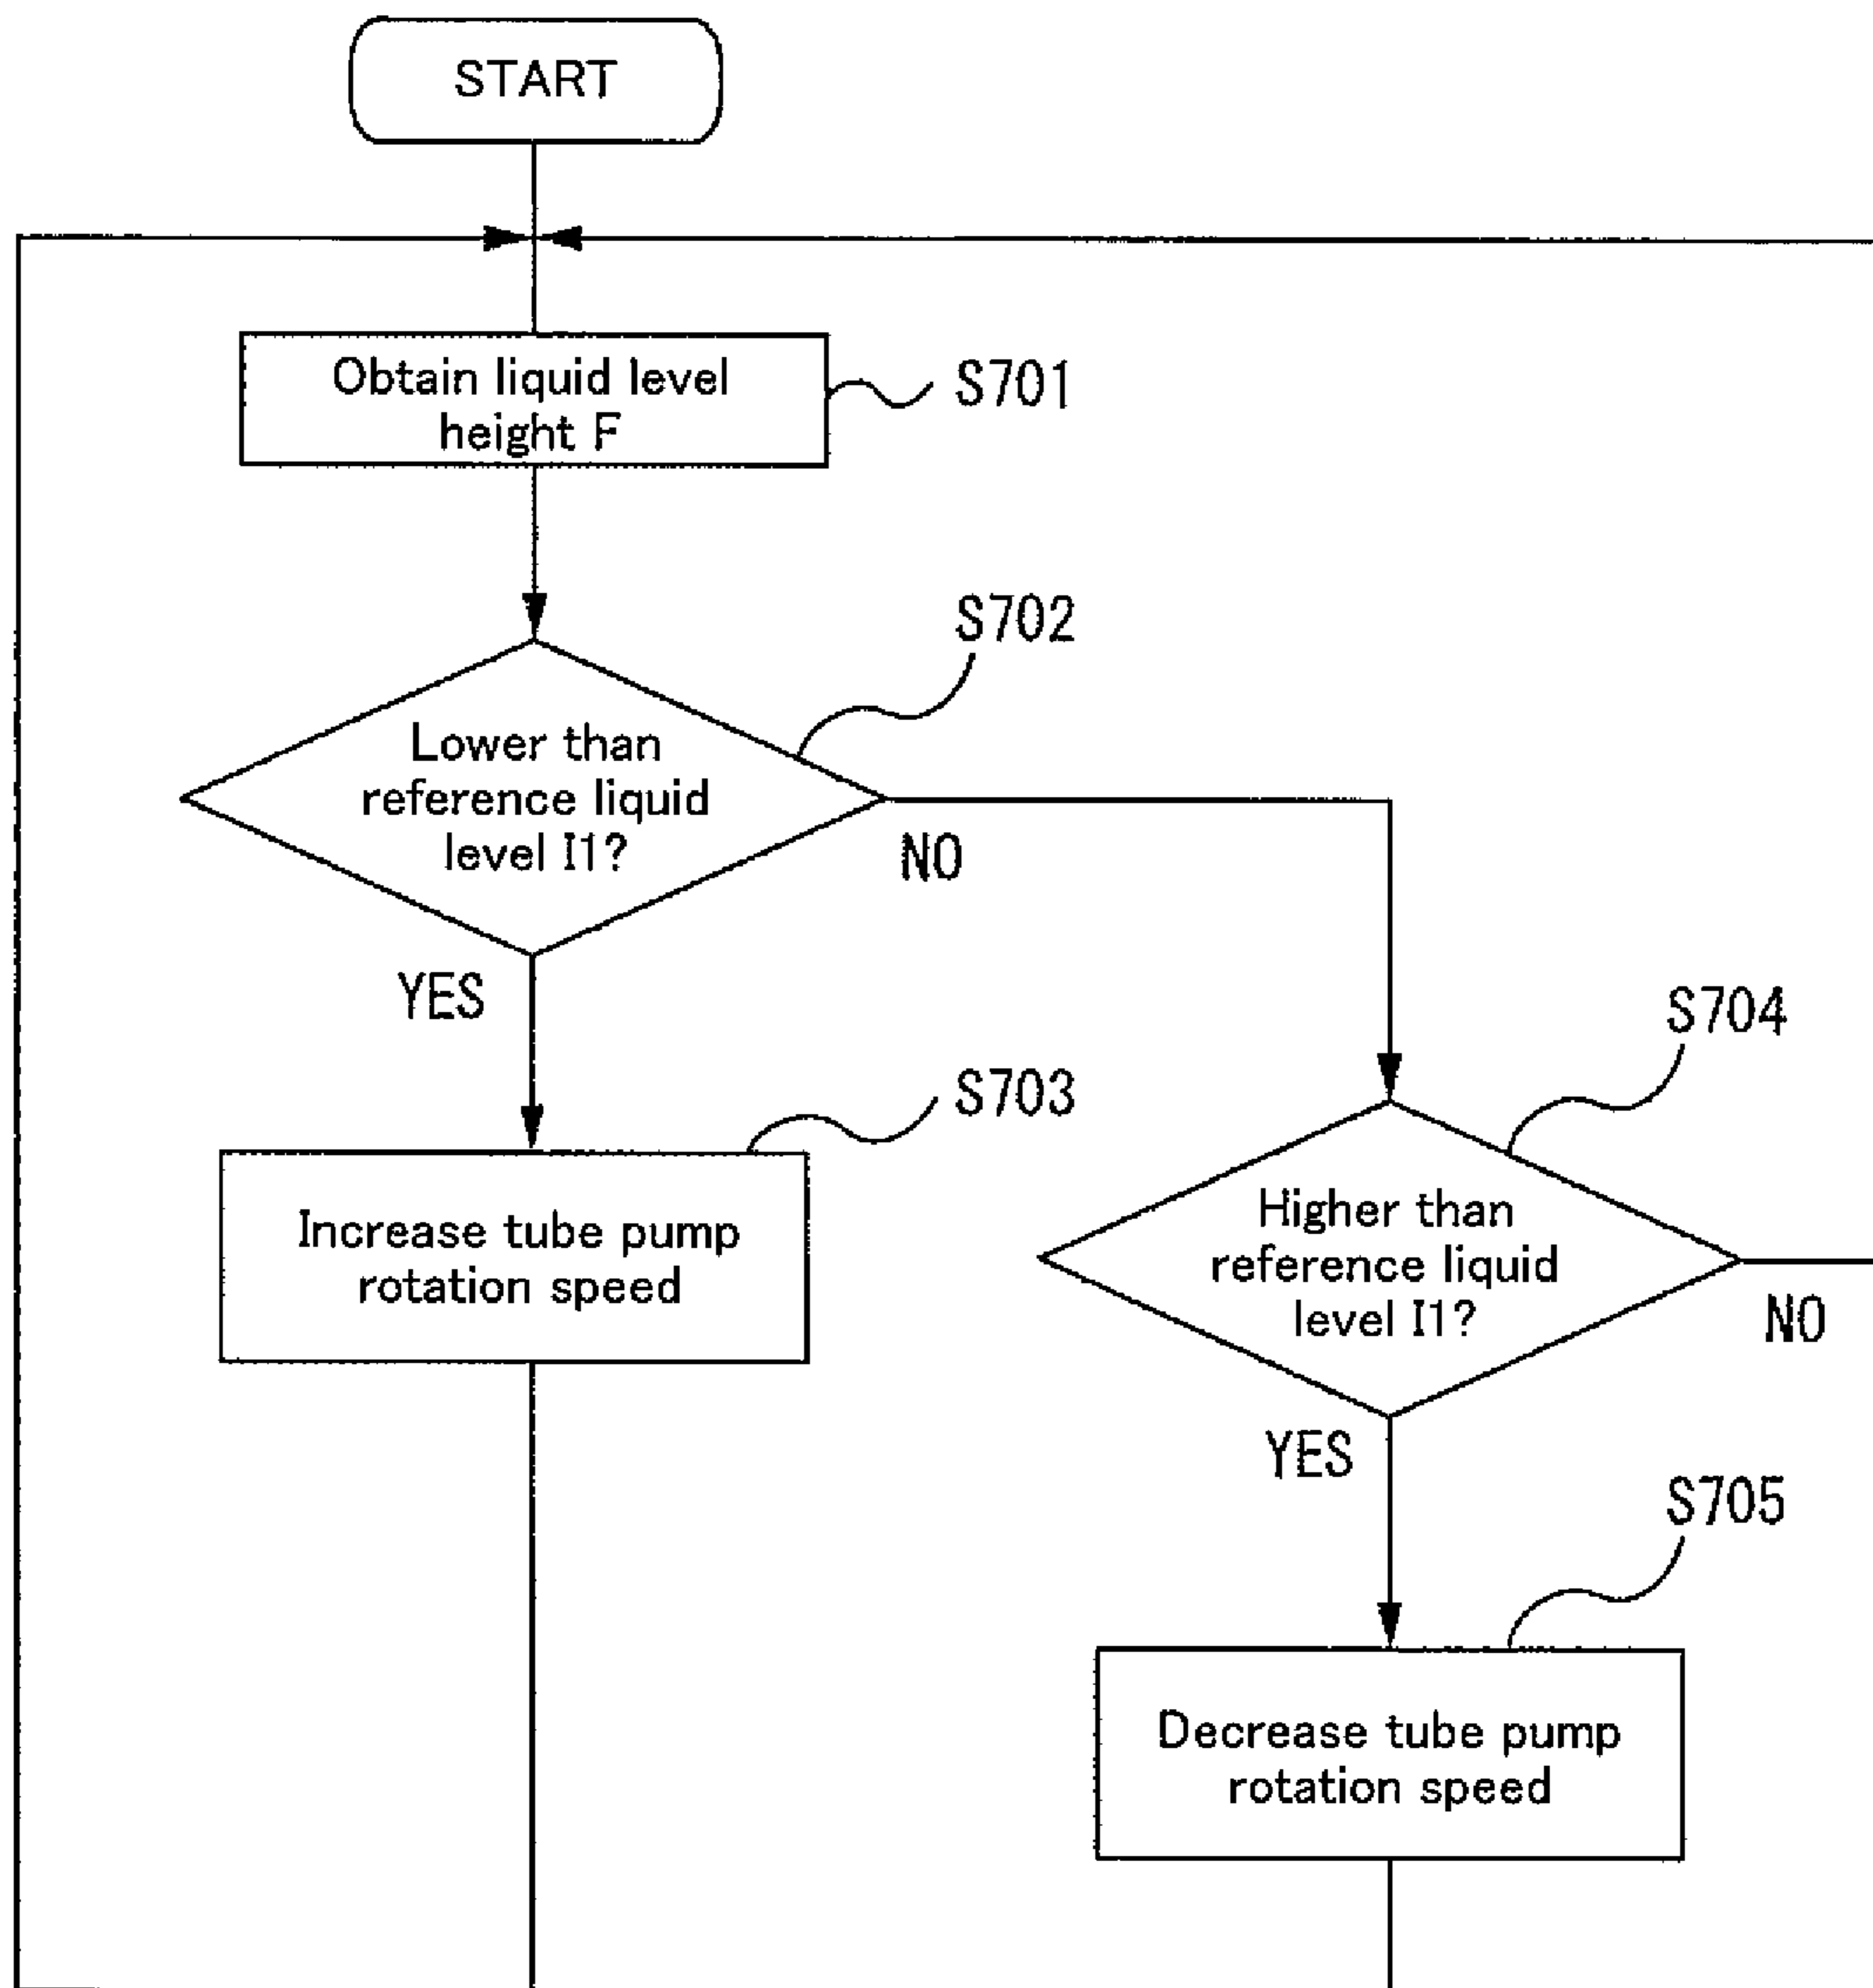 START
Obtain liquid level
height F
S701
S702
Lower than
reference liquid
level I1?
NO
YES
S703
Increase tube pump
rotation speed
S704
Higher than
reference liquid
level I1?
NO
YES
S705
Decrease tube pump
rotation speed